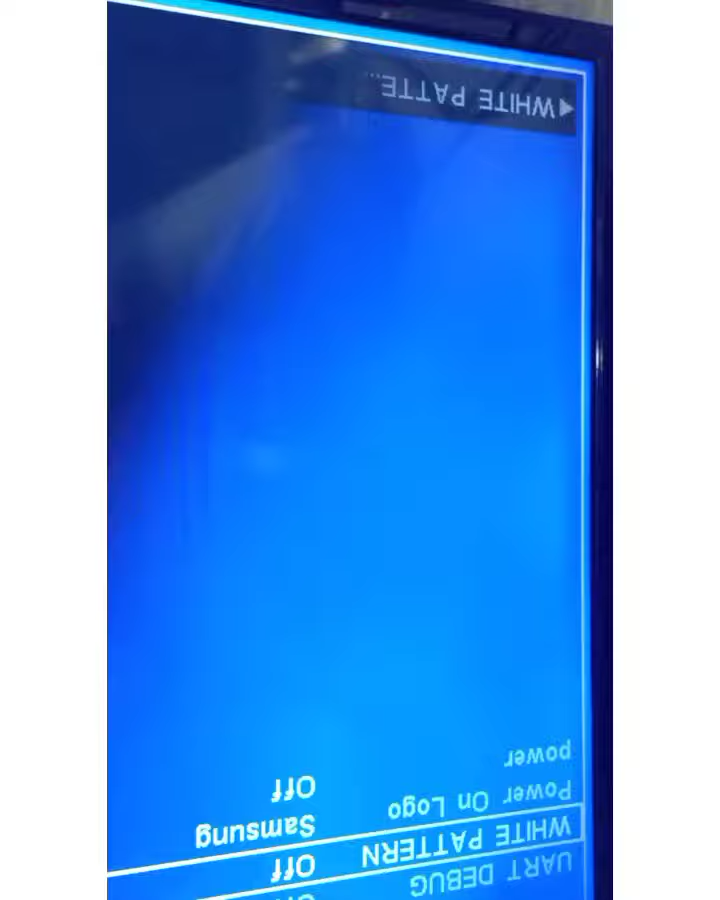 UART DEBUG
WHITE PATTERN Off
Power On Logo Samsung
power Off
▶WHITE PATTE...